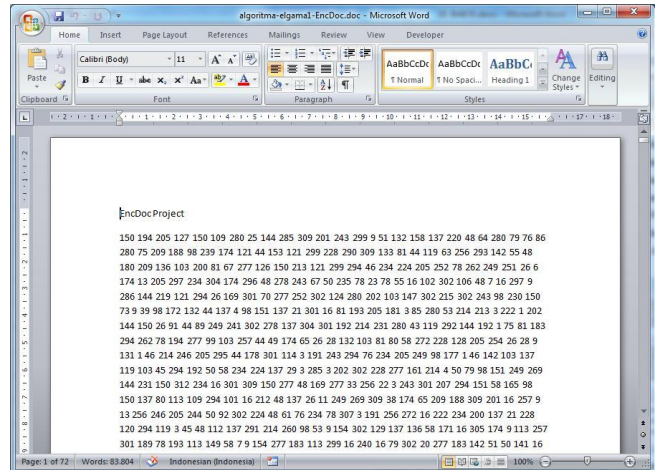 algoritma-elgama1-EncDoc.doc - Microsoft Word
Home Insert Page Layout References Mailings Review View Developer
Calibri (Body) 11
Paste
B I U abe x₂ x² Aa A
AaBbCcDc AaBbCcDc AaBbCc
¶ Normal ¶ No Spaci... Heading 1
Change Styles
Editing
Clipboard Font Paragraph Styles
EncDoc Project
150 194 205 127 150 109 280 25 144 285 309 201 243 299 9 51 132 158 137 220 48 64 280 79 76 86
280 75 209 188 98 239 174 121 44 153 121 299 228 290 309 133 81 44 119 63 256 293 142 55 48
180 209 136 103 200 81 67 277 126 150 213 121 299 294 46 234 224 205 252 78 262 249 251 26 6
174 13 205 297 234 304 174 296 48 278 243 67 50 235 78 23 78 55 16 102 302 106 48 7 16 297 9
286 144 219 121 294 26 169 301 70 277 252 302 124 280 202 103 147 302 215 302 243 98 230 150
73 9 39 98 172 132 44 137 4 98 151 137 21 301 16 81 193 205 181 3 85 280 53 214 213 3 222 1 202
144 150 26 91 44 89 249 241 302 278 137 304 301 192 214 231 280 43 119 292 144 192 1 75 81 183
294 262 78 194 277 99 103 257 44 49 174 65 26 28 132 103 81 80 58 272 228 128 205 254 26 28 9
131 1 46 214 246 205 295 44 178 301 114 3 191 243 294 76 234 205 249 98 177 1 46 142 103 137
119 103 45 294 192 50 58 234 224 137 29 3 285 3 202 302 228 277 161 214 4 50 79 98 151 249 269
144 231 150 312 234 16 301 309 150 277 48 169 277 33 256 22 3 243 301 207 294 151 58 165 98
150 137 80 113 109 294 101 16 212 48 137 26 11 249 269 309 38 174 65 209 188 309 201 16 257 9
13 256 246 205 244 50 92 302 224 48 61 76 234 78 307 3 191 256 272 16 222 234 200 137 21 228
120 294 119 3 45 48 112 137 291 214 260 98 53 9 154 302 129 137 136 58 171 16 305 174 9 113 257
301 189 78 193 113 149 58 7 9 154 277 183 113 299 16 240 16 79 302 20 277 183 142 51 50 141 16
Page: 1 of 72 Words: 83.804 Indonesian (Indonesia) 100%